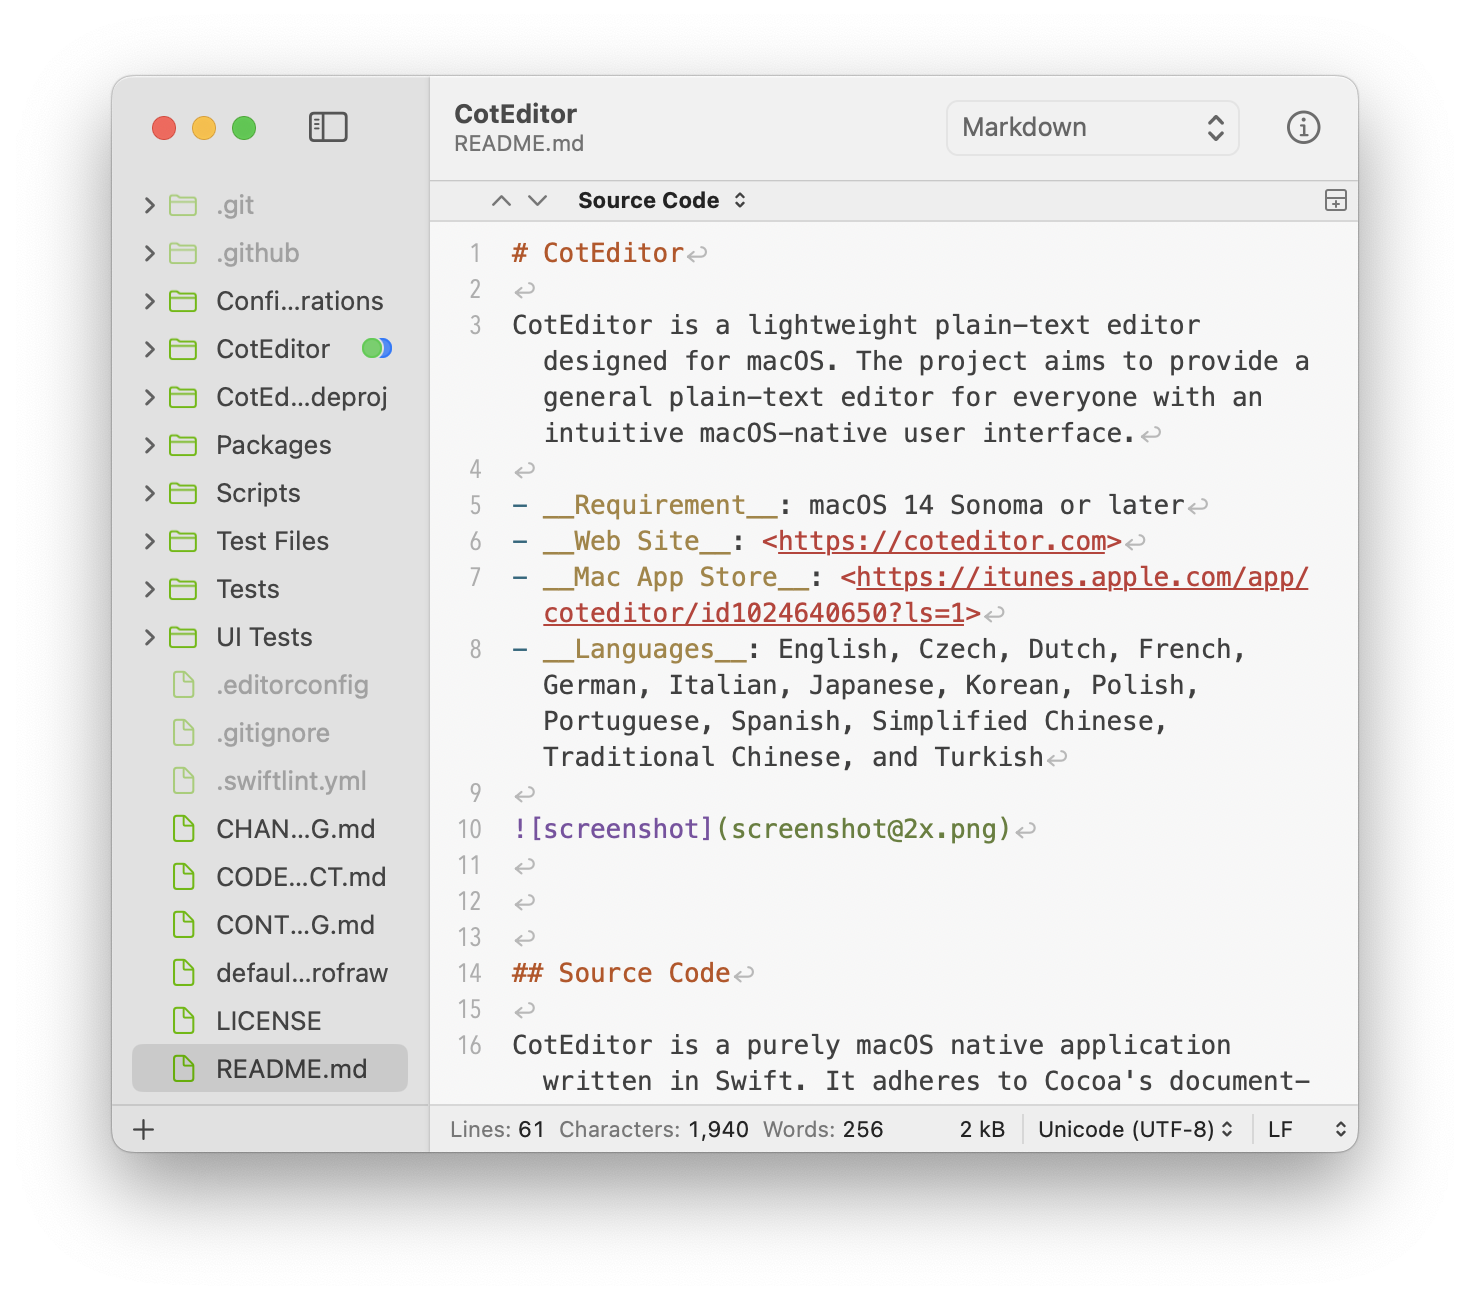 CotEditor
README.md
Markdown
.git
.github
Confi...rations
CotEditor
CotEd...deproj
Packages
Scripts
Test Files
Tests
UI Tests
.editorconfig
.gitignore
.swiftlint.yml
CHAN...G.md
CODE...CT.md
CONT...G.md
defaul...rofraw
LICENSE
README.md
Source Code
1 # CotEditor↩
2 ↩
3 CotEditor is a lightweight plain-text editor
designed for macOS. The project aims to provide a
general plain-text editor for everyone with an
intuitive macOS-native user interface.↩
4 ↩
5 - __Requirement__: macOS 14 Sonoma or later↩
6 - __Web Site__: <https://coteditor.com>↩
7 - __Mac App Store__: <https://itunes.apple.com/app/
coteditor/id1024640650?ls=1>↩
8 - __Languages__: English, Czech, Dutch, French,
German, Italian, Japanese, Korean, Polish,
Portuguese, Spanish, Simplified Chinese,
Traditional Chinese, and Turkish↩
9 ↩
10 ![screenshot](screenshot@2x.png)↩
11 ↩
12 ↩
13 ↩
14 ## Source Code↩
15 ↩
16 CotEditor is a purely macOS native application
written in Swift. It adheres to Cocoa's document-
Lines: 61 Characters: 1,940 Words: 256 2 kB Unicode (UTF-8) LF